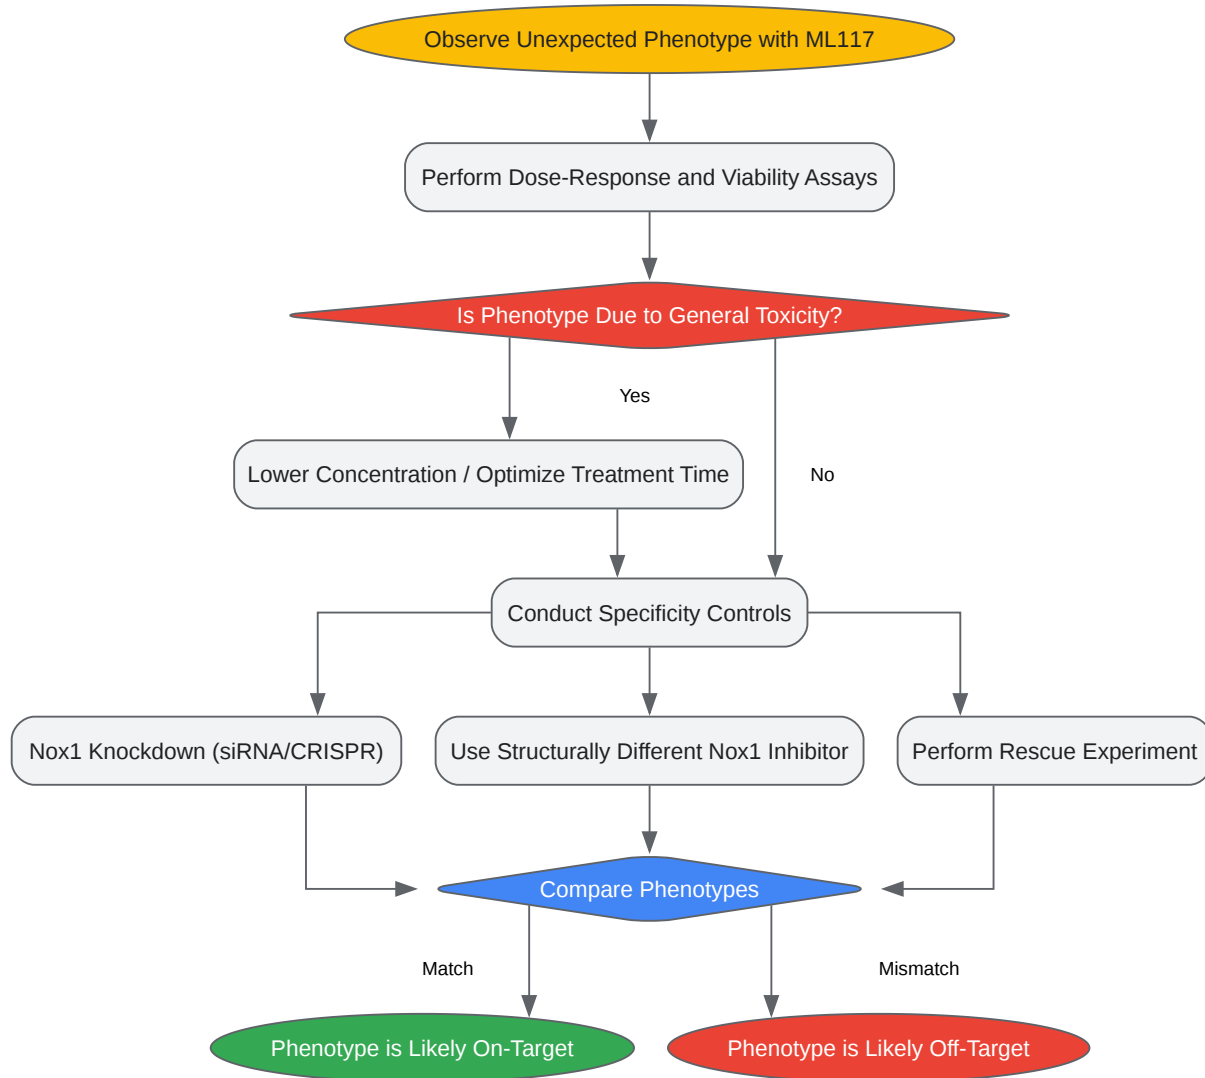 Observe Unexpected Phenotype with ML117
Perform Dose-Response and Viability Assays
Is Phenotype Due to General Toxicity?
Yes
Lower Concentration / Optimize Treatment Time
No
Conduct Specificity Controls
Nox1 Knockdown (siRNA/CRISPR)
Use Structurally Different Nox1 Inhibitor
Perform Rescue Experiment
Compare Phenotypes
Match
Mismatch
Phenotype is Likely On-Target
Phenotype is Likely Off-Target